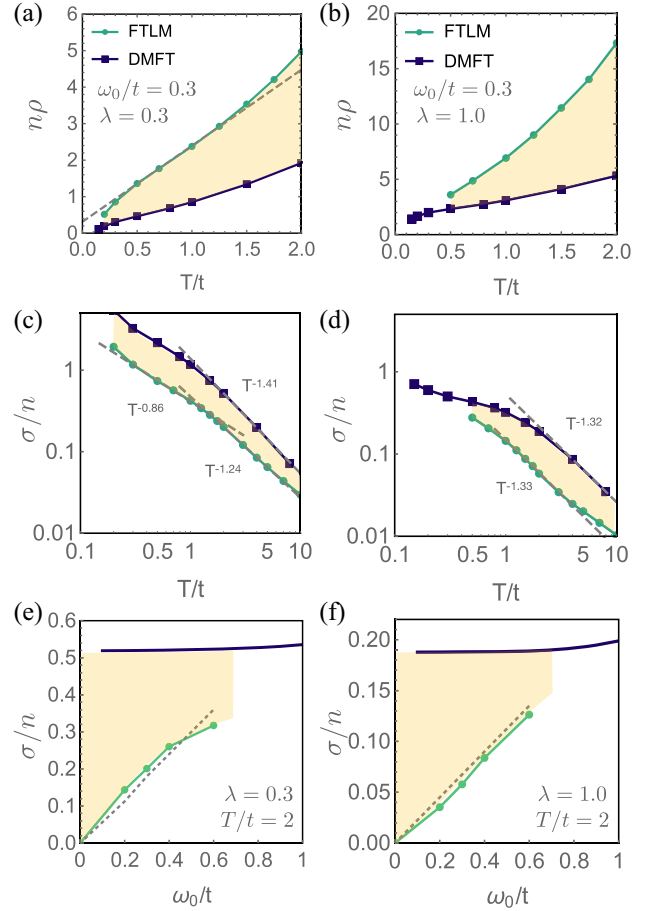 (a)
FTLM
DMFT
ω₀/t = 0.3
λ = 0.3
nρ
6
5
4
3
2
1
0
0.0 0.5 1.0 1.5 2.0
T/t
(b)
FTLM
DMFT
ω₀/t = 0.3
λ = 1.0
nρ
20
15
10
5
0
0.0 0.5 1.0 1.5 2.0
T/t
(c)
σ/n
1
0.1
0.01
T⁻¹·⁴¹
T⁻⁰·⁸⁶
T⁻¹·²⁴
0.1 0.5 1 5 10
T/t
(d)
σ/n
1
0.1
0.01
T⁻¹·³²
T⁻¹·³³
0.1 0.5 1 5 10
T/t
(e)
σ/n
0.6
0.5
0.4
0.3
0.2
0.1
0.0
λ = 0.3
T/t = 2
0 0.2 0.4 0.6 0.8 1
ω₀/t
(f)
σ/n
0.20
0.15
0.10
0.05
0.00
λ = 1.0
T/t = 2
0 0.2 0.4 0.6 0.8 1
ω₀/t